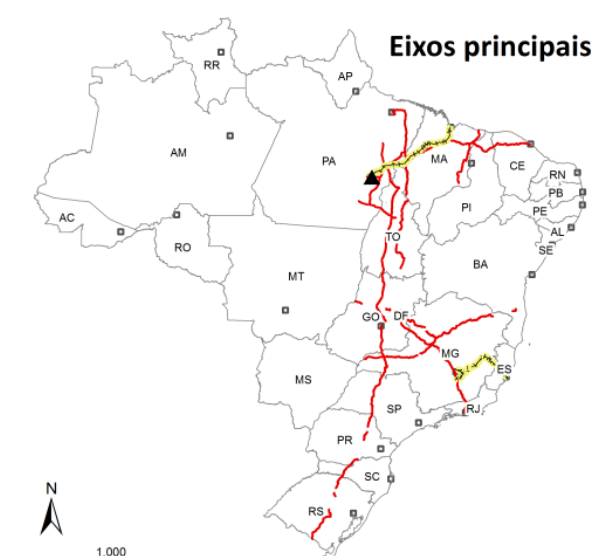 Eixos principais
RR
AP
AM
PA
MA
CE
RN
PB
PI
PE
AC
AL
TO
SE
RO
BA
MT
GO
DF
MG
ES
MS
SP
RJ
PR
SC
N
RS
1.000